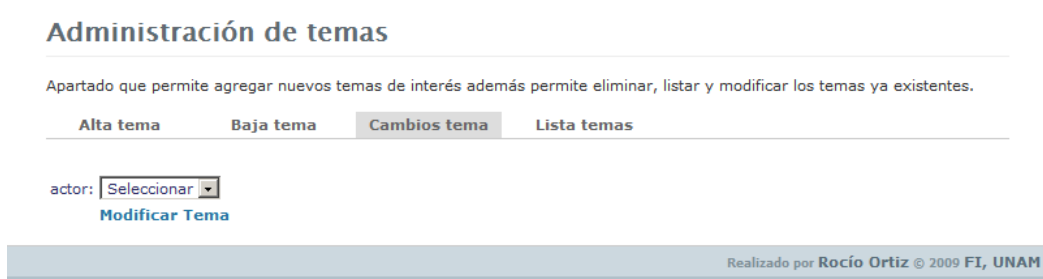 Administración de temas
Apartado que permite agregar nuevos temas de interés además permite eliminar, listar y modificar los temas ya existentes.
Alta tema Baja tema Cambios tema Lista temas
actor: Seleccionar
Modificar Tema
Realizado por Rocío Ortiz © 2009 FI, UNAM